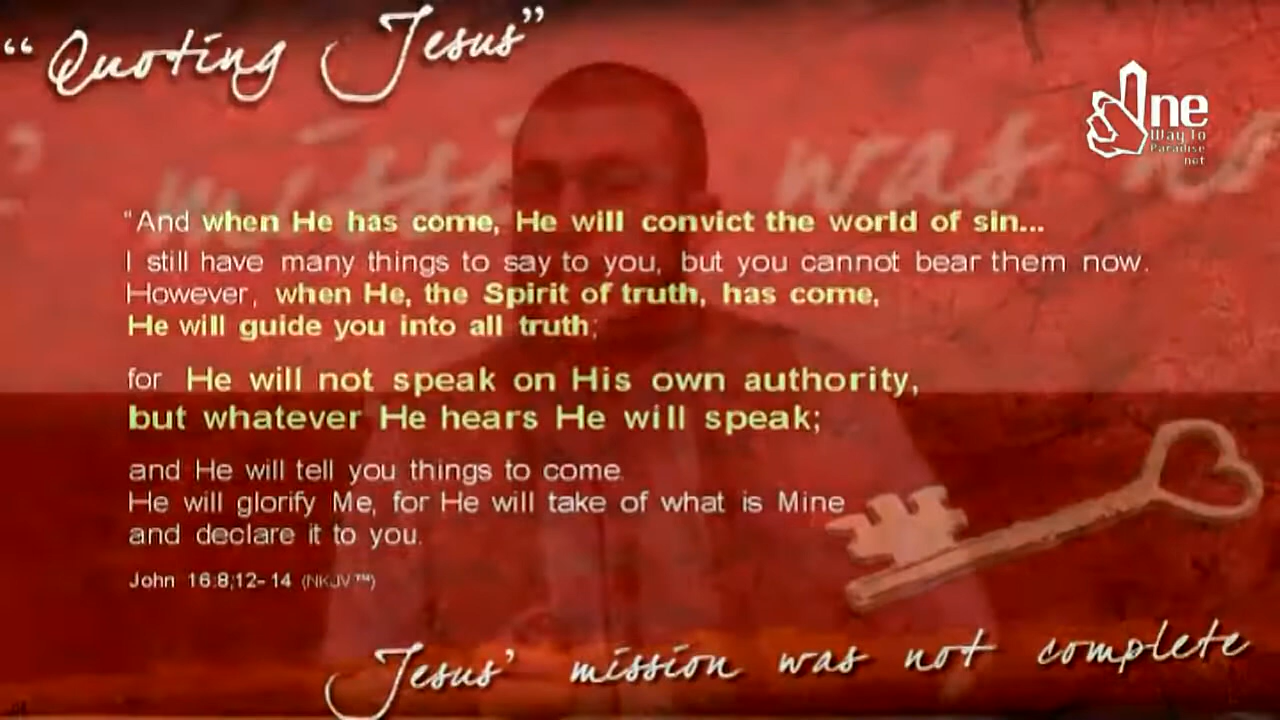 “Quoting Jesus”
One
Way To
Paradise
net
mission was no
"And when He has come, He will convict the world of sin...
I still have many things to say to you, but you cannot bear them now.
However, when He, the Spirit of truth, has come,
He will guide you into all truth;
for He will not speak on His own authority,
but whatever He hears He will speak;
and He will tell you things to come.
He will glorify Me, for He will take of what is Mine
and declare it to you.
John 16:8;12-14 (NKJV™)
Jesus’ mission was not complete